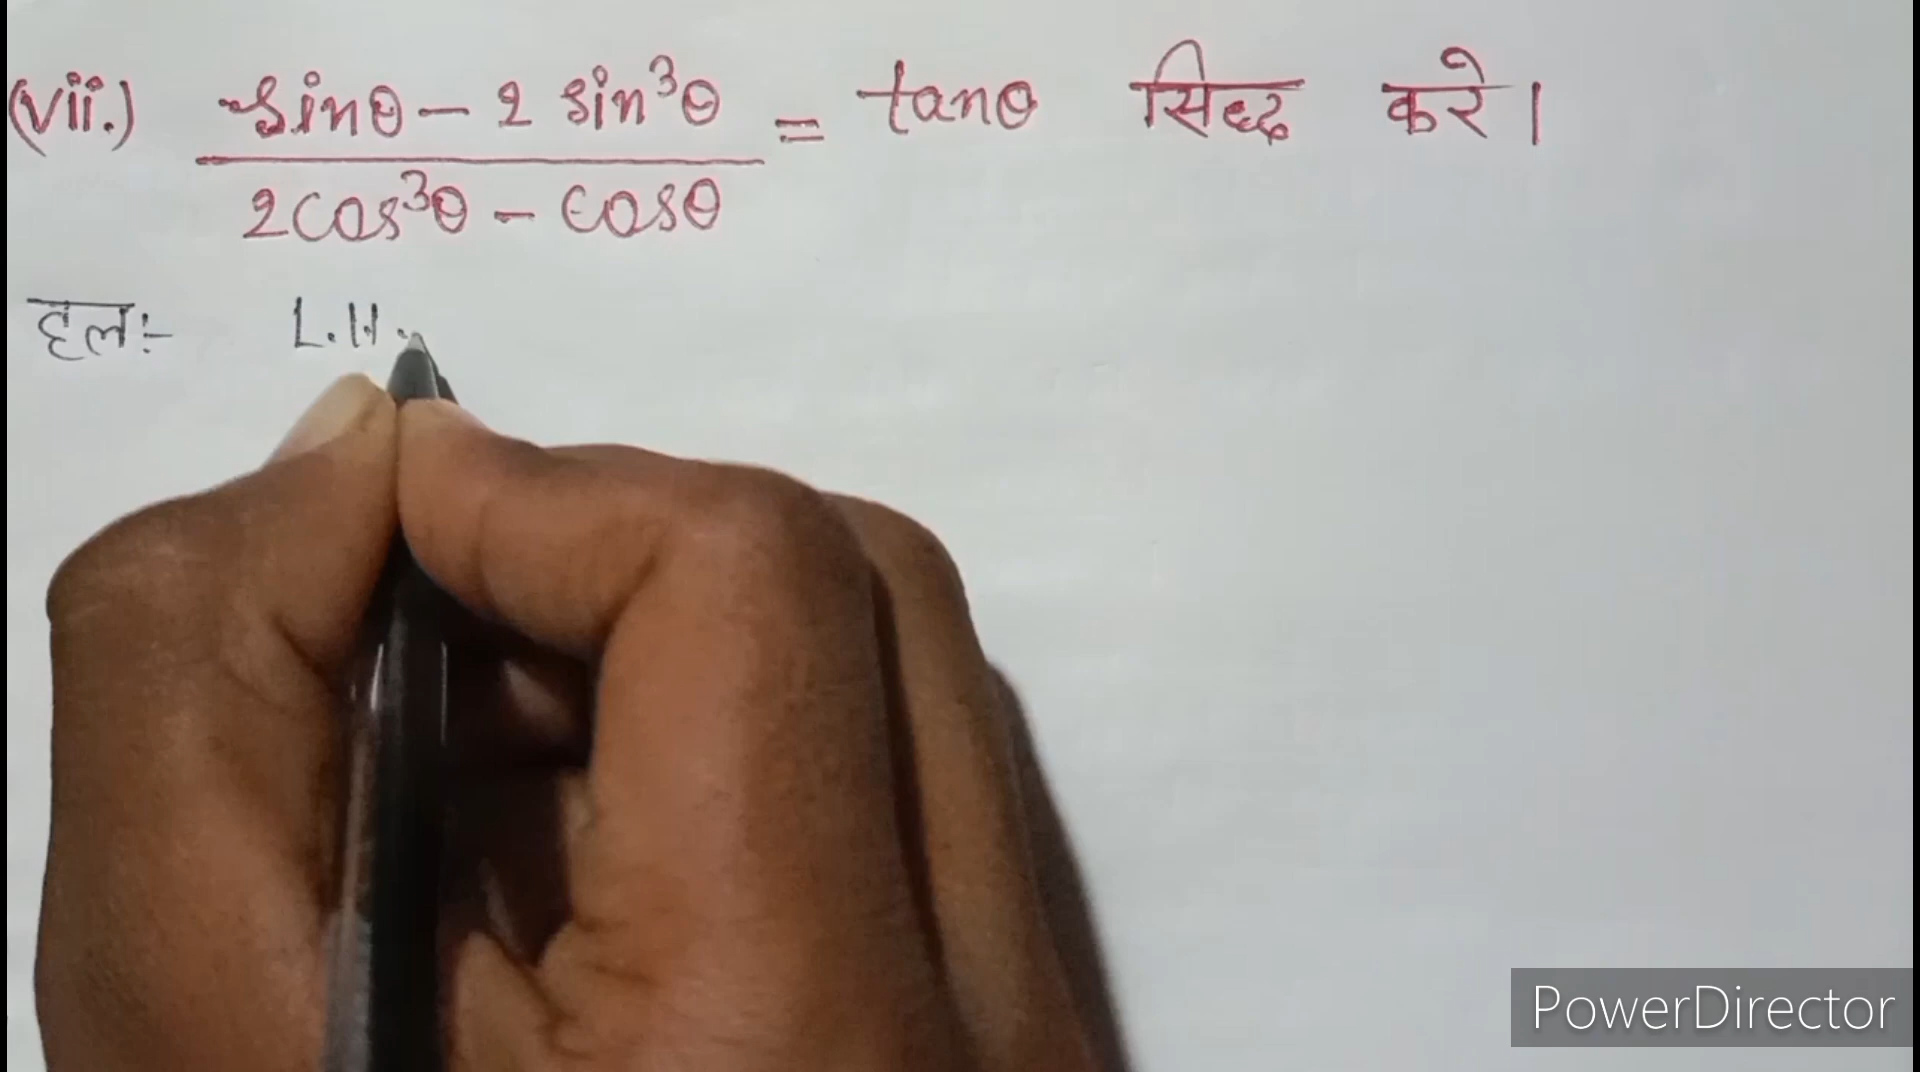 (vii.) sinθ - 2 sin³θ = tanθ सिध्द करे।
2cos³θ - cosθ
हल:- L.H.
PowerDirector